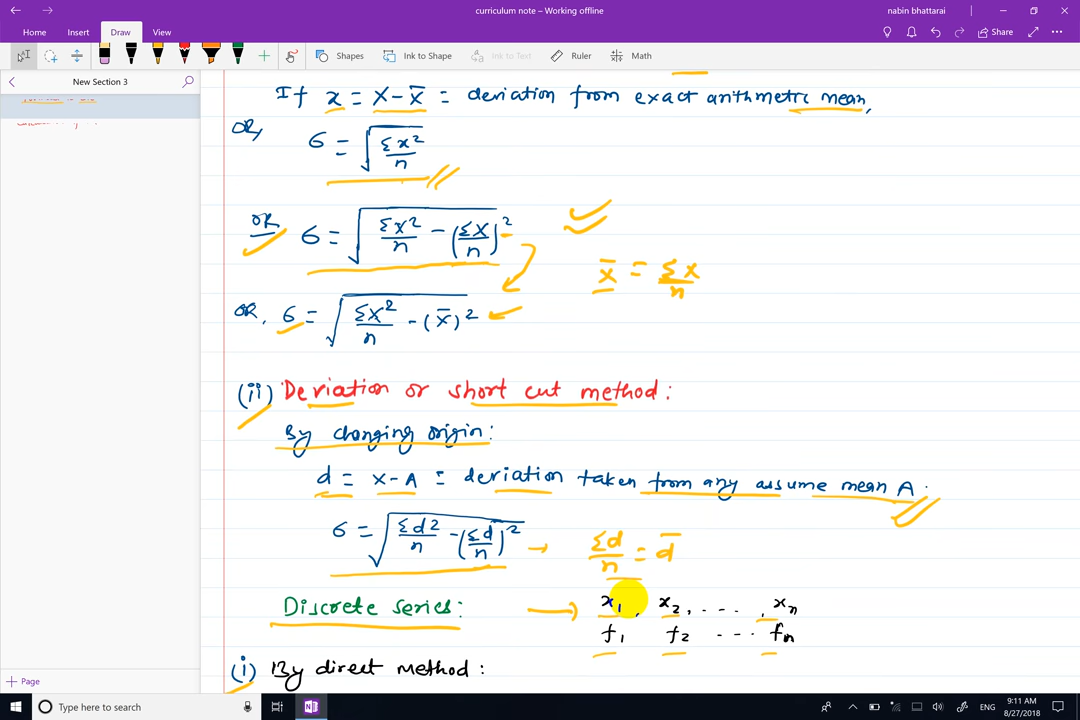 curriculum note – Working offline
nabin bhattarai
Home Insert Draw View
Share
Shapes Ink to Shape Ink to Text Ruler Math
New Section 3
If x = X - x̄ = deviation from exact arithmetic mean,
OR, б = √(Σx²/n)
OR б = √(Σx²/n - (Σx/n)²)
x̄ = Σx/n
OR, б = √(Σx²/n - (x̄)²)
(ii) Deviation or short cut method:
By changing origin:
d = x-A = deviation taken from any assume mean A.
б = √(Σd²/n - (Σd/n)²) → Σd/n = d̄
Discrete series: → x₁, x₂, . . . . , xₙ
f₁ f₂ - . . . fₙ
(i) By direct method:
+ Page
Type here to search
ENG
9:11 AM
8/27/2018